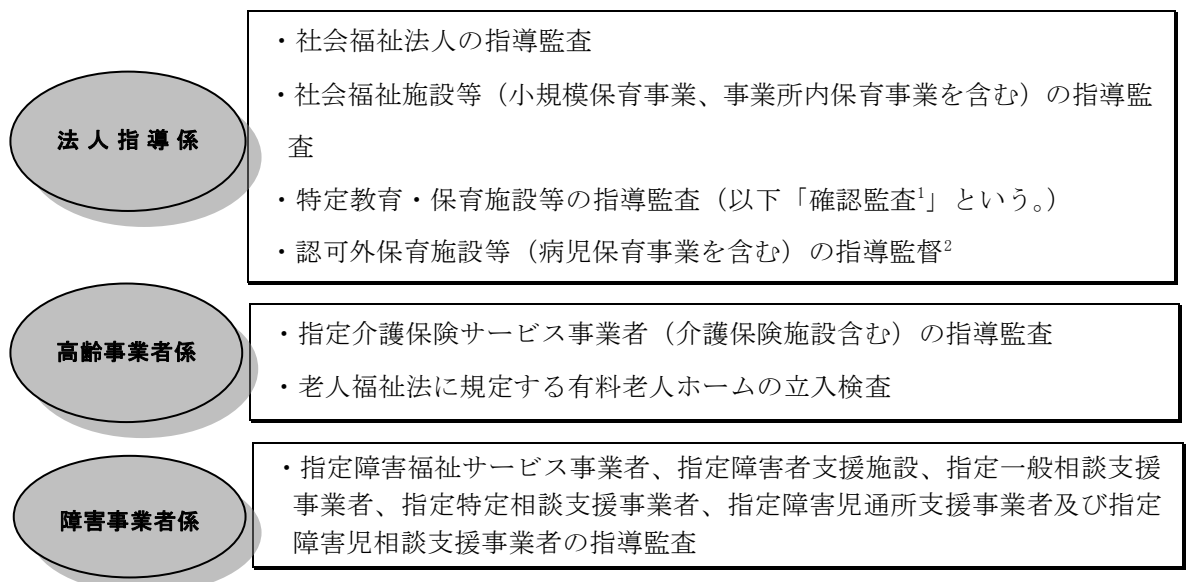 法人指導係
・社会福祉法人の指導監査
・社会福祉施設等（小規模保育事業、事業所内保育事業を含む）の指導監
査
・特定教育・保育施設等の指導監査（以下「確認監査¹」という。）
・認可外保育施設等（病児保育事業を含む）の指導監督²
高齢事業者係
・指定介護保険サービス事業者（介護保険施設含む）の指導監査
・老人福祉法に規定する有料老人ホームの立入検査
障害事業者係
・指定障害福祉サービス事業者、指定障害者支援施設、指定一般相談支援
事業者、指定特定相談支援事業者、指定障害児通所支援事業者及び指定
障害児相談支援事業者の指導監査